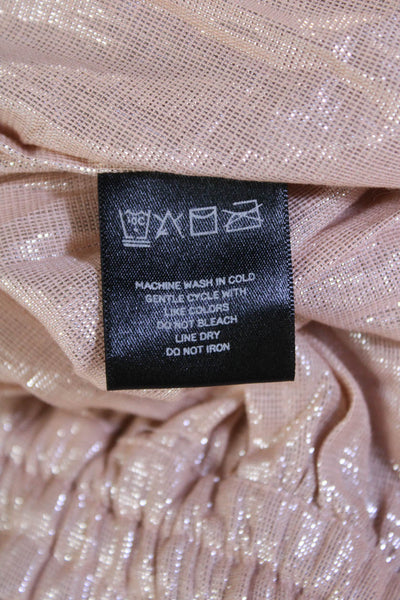 MACHINE WASH IN COLD
GENTLE CYCLE WITH
LIKE COLORS
DO NOT BLEACH
LINE DRY
DO NOT IRON